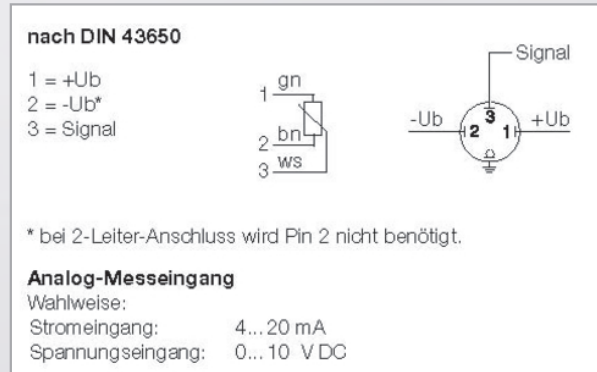 nach DIN 43650
1 = +Ub
2 = -Ub*
3 = Signal
1 gn
2 bn
3 ws
Signal
-Ub 2 3 1 +Ub
* bei 2-Leiter-Anschluss wird Pin 2 nicht benötigt.
Analog-Messeingang
Wahlweise:
Stromeingang: 4...20 mA
Spannungseingang: 0...10 V DC